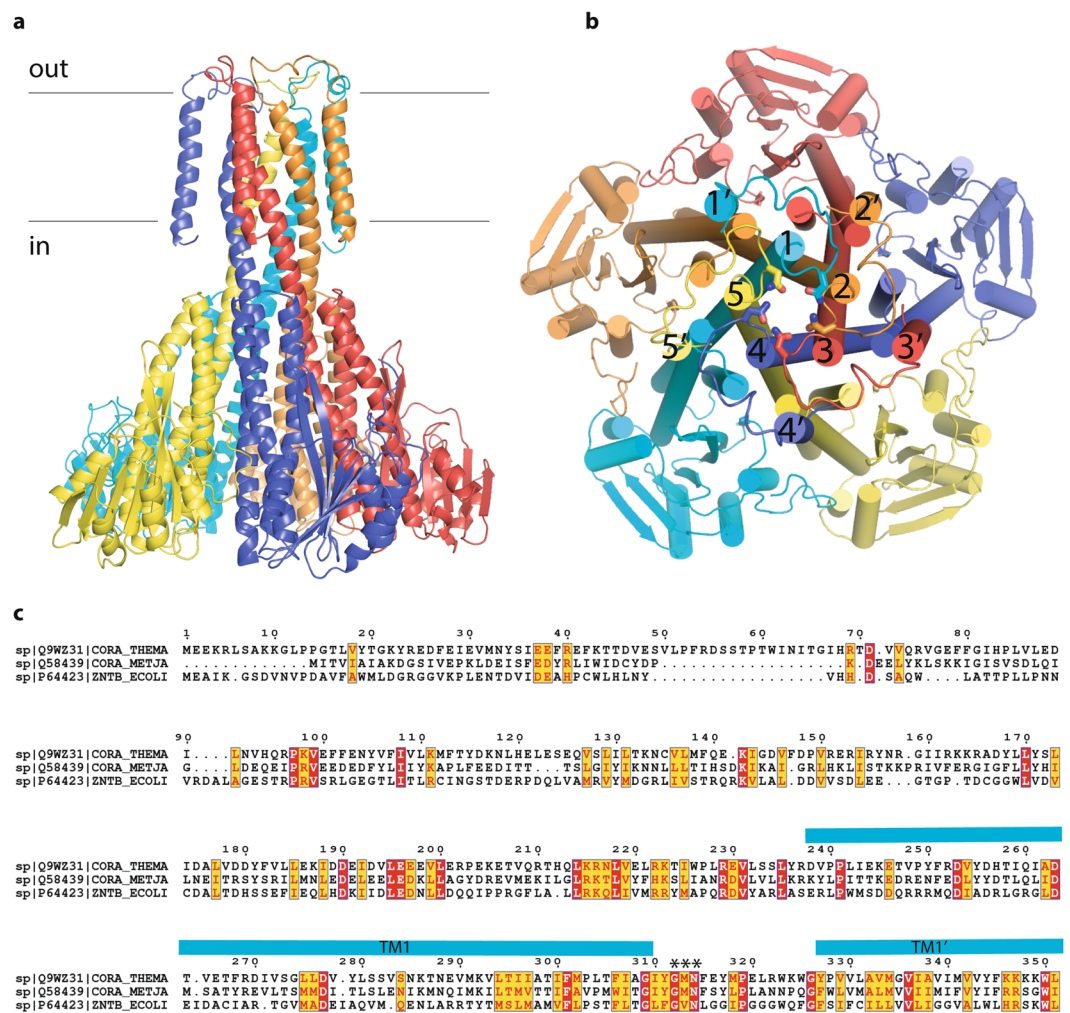 a
out
in
b
1' 1 2' 2 5 5' 4 3 3' 4'
c
1 10 20 30 40 50 60 70 80
sp|Q9WZ31|CORA_THEMA MEEKRLSAKKGLPPGTLVYTGKYREDFEIEVMNYSIEEFREFKTTDVESVLPFRDSSTPTWINITGIHRTD.VVQRVGEFFGIHPLVLED
sp|Q58439|CORA_METJA .............MITVIAIAKDGSIVEPKLDEISFEDYRLIWIDCYDP...................K.DEELYKLSKKIGISVSDLQI
sp|P64423|ZNTB_ECOLI MEAIK.GSDVNVPDAVFAWMLDGRGGVKPLENTDVIDEAHPCWLHLNY..................VHH.DSAQW....LATTPLLPNN
90 100 110 120 130 140 150 160 170
sp|Q9WZ31|CORA_THEMA I....LNVHQRPKVEFFENYVFIVLKMFTYDKNLHELESEQVSLILTKNCVLMFQE.KIGDVFDPVRERIRYNR.GIIRKKRADYLLYSL
sp|Q58439|CORA_METJA G....LDEQEIPRVEEDEDFYLIIYKAPLFEEDITT...TSLGIYIKNNLLLTIHSDKIKAI.GRLHKLISTKKPRIVFERGIGFLLYHI
sp|P64423|ZNTB_ECOLI VRDALAGESTRPRVSRLGEGTLITLRCINGSTDERPDQLVAMRVYMDGRLIVSTRQRKVLAL.DDVVSDLEE...GTGP.TDCGGWLVDV
180 190 200 210 220 230 240 250 260
sp|Q9WZ31|CORA_THEMA IDALVDDYFVLLEKIDDEIDVLEEEVLERPEKETVQRTHQLKRNLVELRKTIWPLREVLSSLYRDVPPLIEKETVPYFRDVYDHTIQIAD
sp|Q58439|CORA_METJA LNEITRSYSRILMNLEDELEELEDELLAGYDREVMEKILGLRKTLVYFHKSLIANRDVLVLLKRKYLPITTKEDRENFEDLYYDTLQLID
sp|P64423|ZNTB_ECOLI CDALTDHSSEFIEQLHDKIIDLEDNLLDQQIPPRGFLA.LLRKQLIVMRRYMAPQRDVYARLASERLPWMSDDQRRRMQDIADRLGRGLD
TM1 TM1'
270 280 290 300 310 *** 320 330 340 350
sp|Q9WZ31|CORA_THEMA T.VETFRDIVSGLLDV.YLSSVSNKTNEVMKVLTIIATIFMPLTFIAGIYGMNFEYMPELRWKWGYPVVLAVMGVIAVIMVVYFKKKKWL
sp|Q58439|CORA_METJA M.SATYREVLTSMMDI.TLSLENIKMNQIMKILTMVTTIFAVPMWITGIYGMNFSYLPLANNPQGFWLVMALMVVIIMIFVYIFRRSGWI
sp|P64423|ZNTB_ECOLI EIDACIAR.TGVMADEIAQVM.QENLARRTYTMSLMAMVFLPSTFLTGLFGVNLGGIPGGGWQFGFSIFCILLVVLIGGVALWLHRSKWL